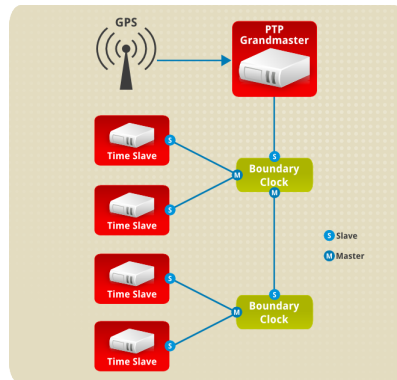 GPS
PTP
Grandmaster
S
Time Slave
S
Boundary
Clock
M
M
Time Slave
S
S Slave
M Master
Time Slave
S
S
Boundary
Clock
M
Time Slave
S